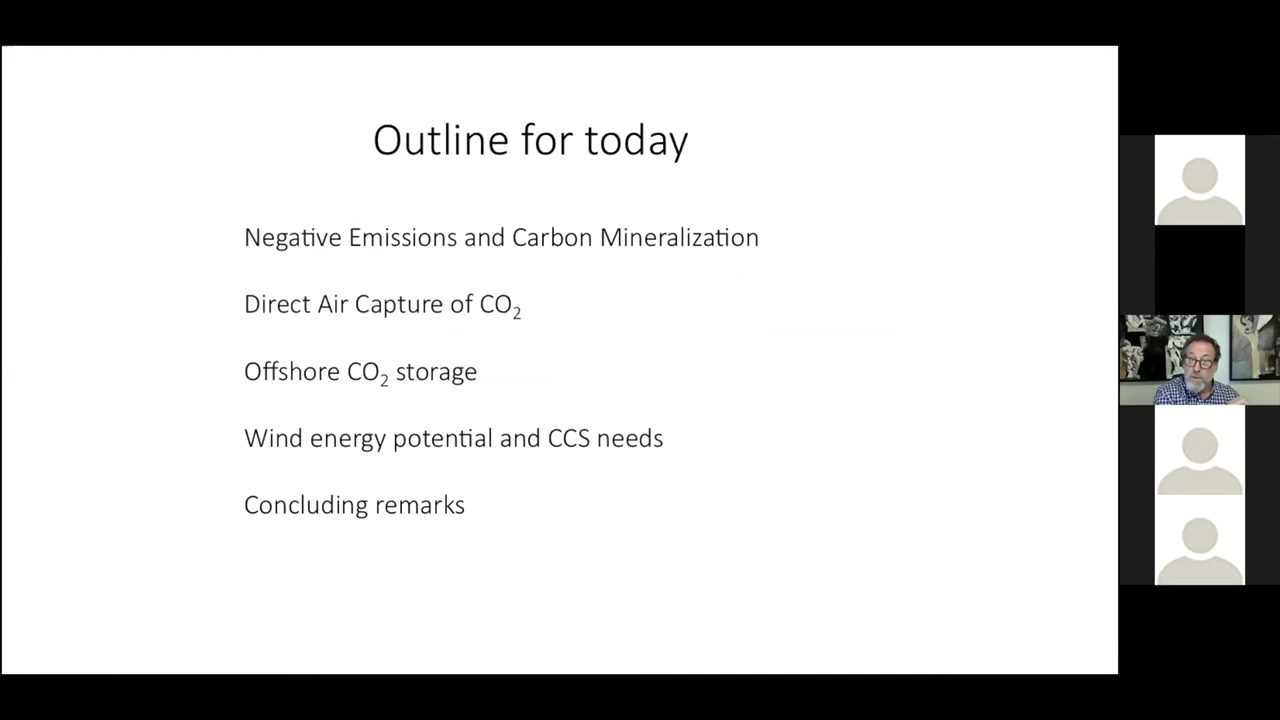 Outline for today
Negative Emissions and Carbon Mineralization
Direct Air Capture of CO₂
Offshore CO₂ storage
Wind energy potential and CCS needs
Concluding remarks